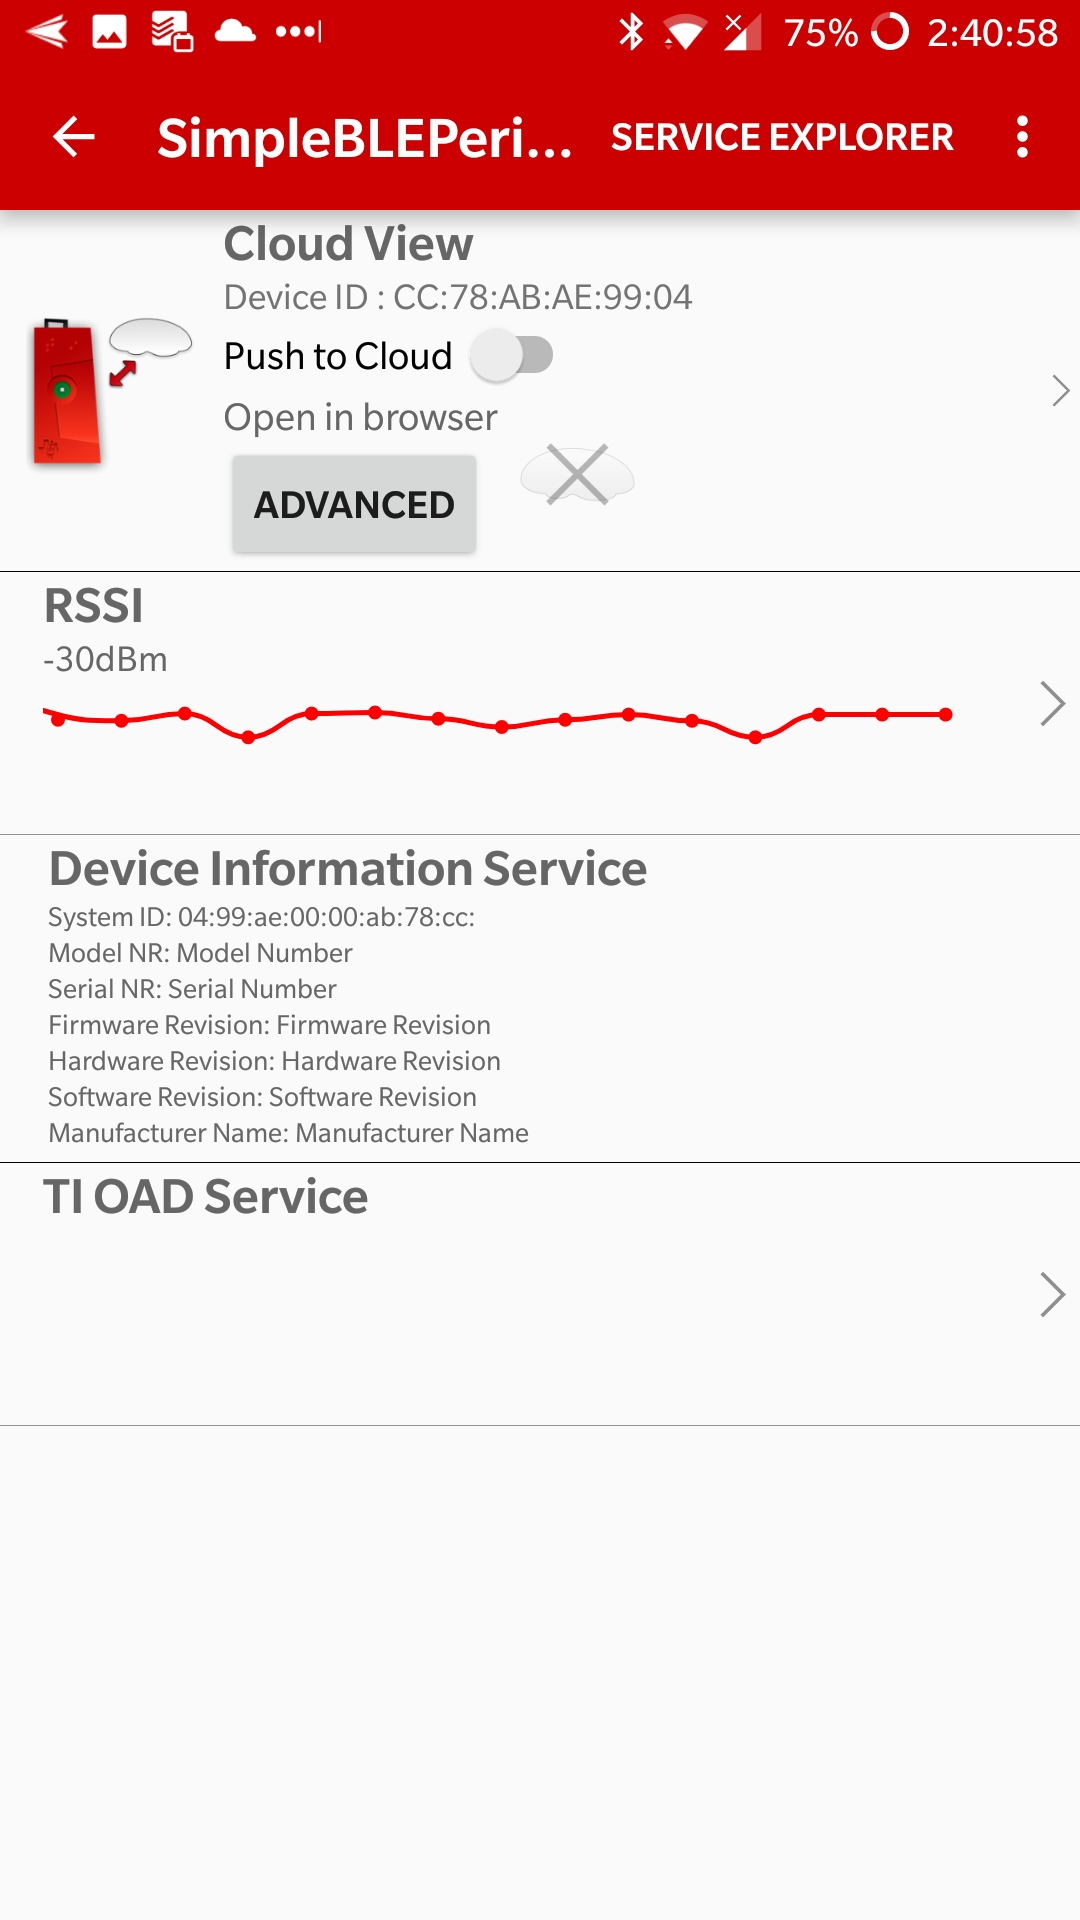 75% 2:40:58
SimpleBLEPeri... SERVICE EXPLORER
Cloud View
Device ID : CC:78:AB:AE:99:04
Push to Cloud
Open in browser
ADVANCED
RSSI
-30dBm
Device Information Service
System ID: 04:99:ae:00:00:ab:78:cc:
Model NR: Model Number
Serial NR: Serial Number
Firmware Revision: Firmware Revision
Hardware Revision: Hardware Revision
Software Revision: Software Revision
Manufacturer Name: Manufacturer Name
TI OAD Service